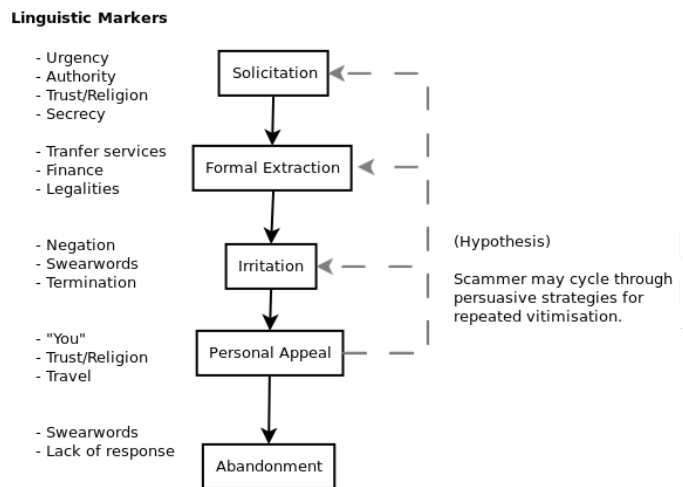 Linguistic Markers
- Urgency
- Authority
- Trust/Religion
- Secrecy
Solicitation
- Tranfer services
- Finance
- Legalities
Formal Extraction
- Negation
- Swearwords
- Termination
Irritation
(Hypothesis)
Scammer may cycle through
persuasive strategies for
repeated vitimisation.
- "You"
- Trust/Religion
- Travel
Personal Appeal
- Swearwords
- Lack of response
Abandonment